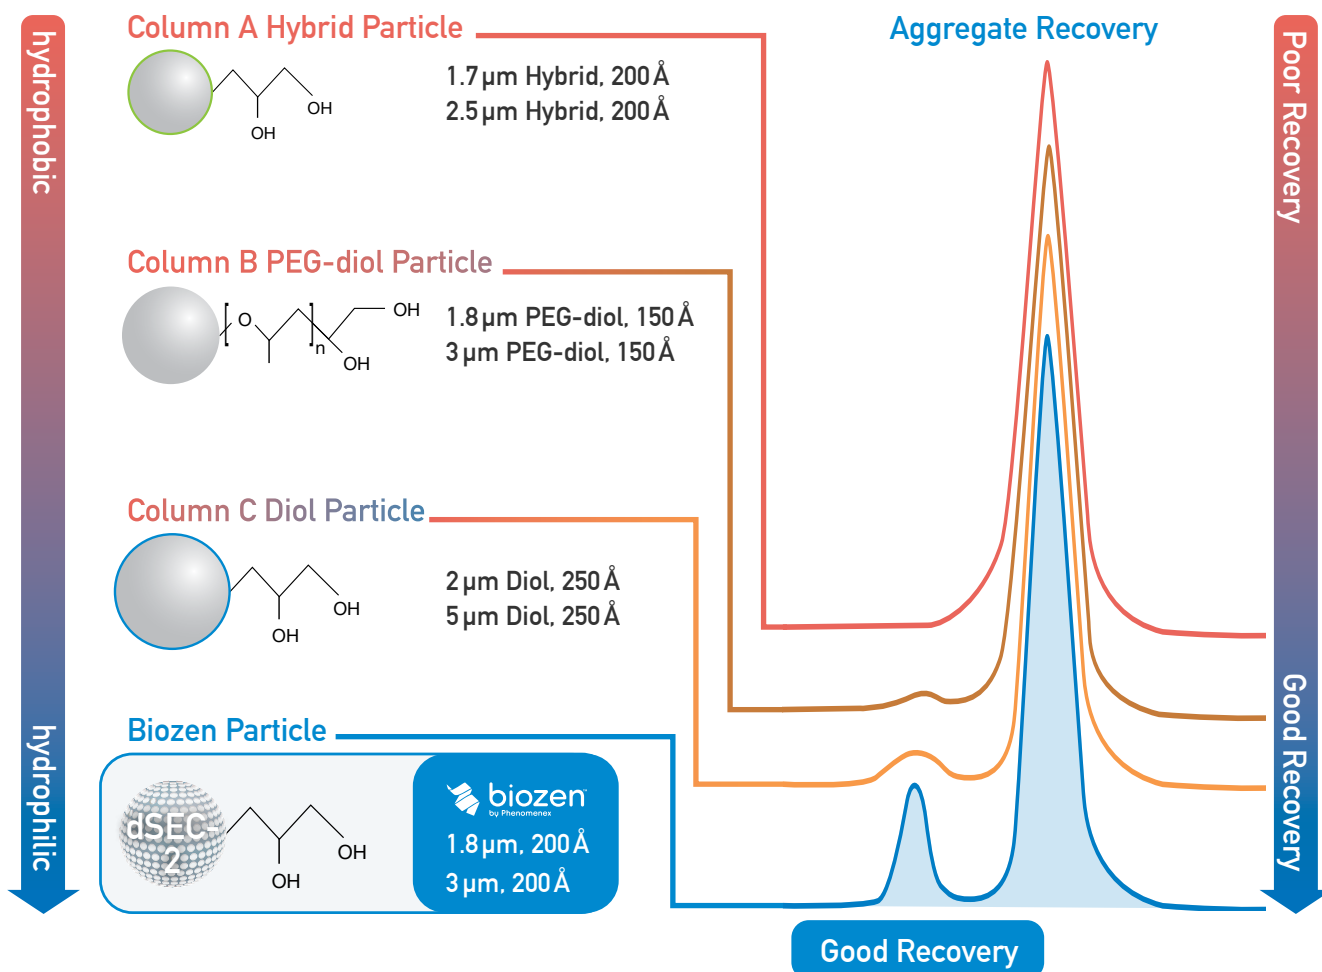 hydrophobic
hydrophilic
Column A Hybrid Particle
OH
OH
1.7 µm Hybrid, 200 Å
2.5 µm Hybrid, 200 Å
Column B PEG-diol Particle
O
n
OH
OH
1.8 µm PEG-diol, 150 Å
3 µm PEG-diol, 150 Å
Column C Diol Particle
OH
OH
2 µm Diol, 250 Å
5 µm Diol, 250 Å
Biozen Particle
dSEC-
2
OH
OH
biozen™
by Phenomenex
1.8 µm, 200 Å
3 µm, 200 Å
Aggregate Recovery
Good Recovery
Poor Recovery
Good Recovery